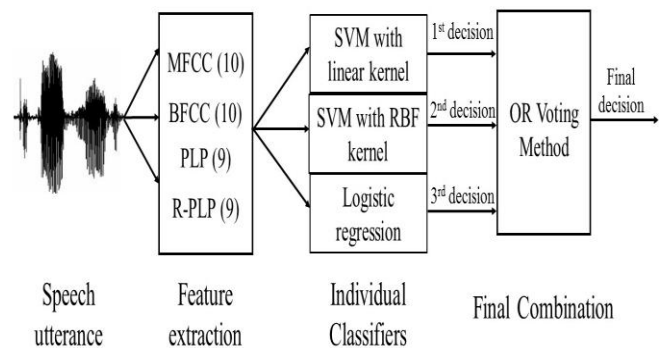 MFCC (10)
BFCC (10)
PLP (9)
R-PLP (9)
SVM with
linear kernel
SVM with RBF
kernel
Logistic
regression
1st decision
2nd decision
3rd decision
OR Voting
Method
Final
decision
Speech
utterance
Feature
extraction
Individual
Classifiers
Final Combination